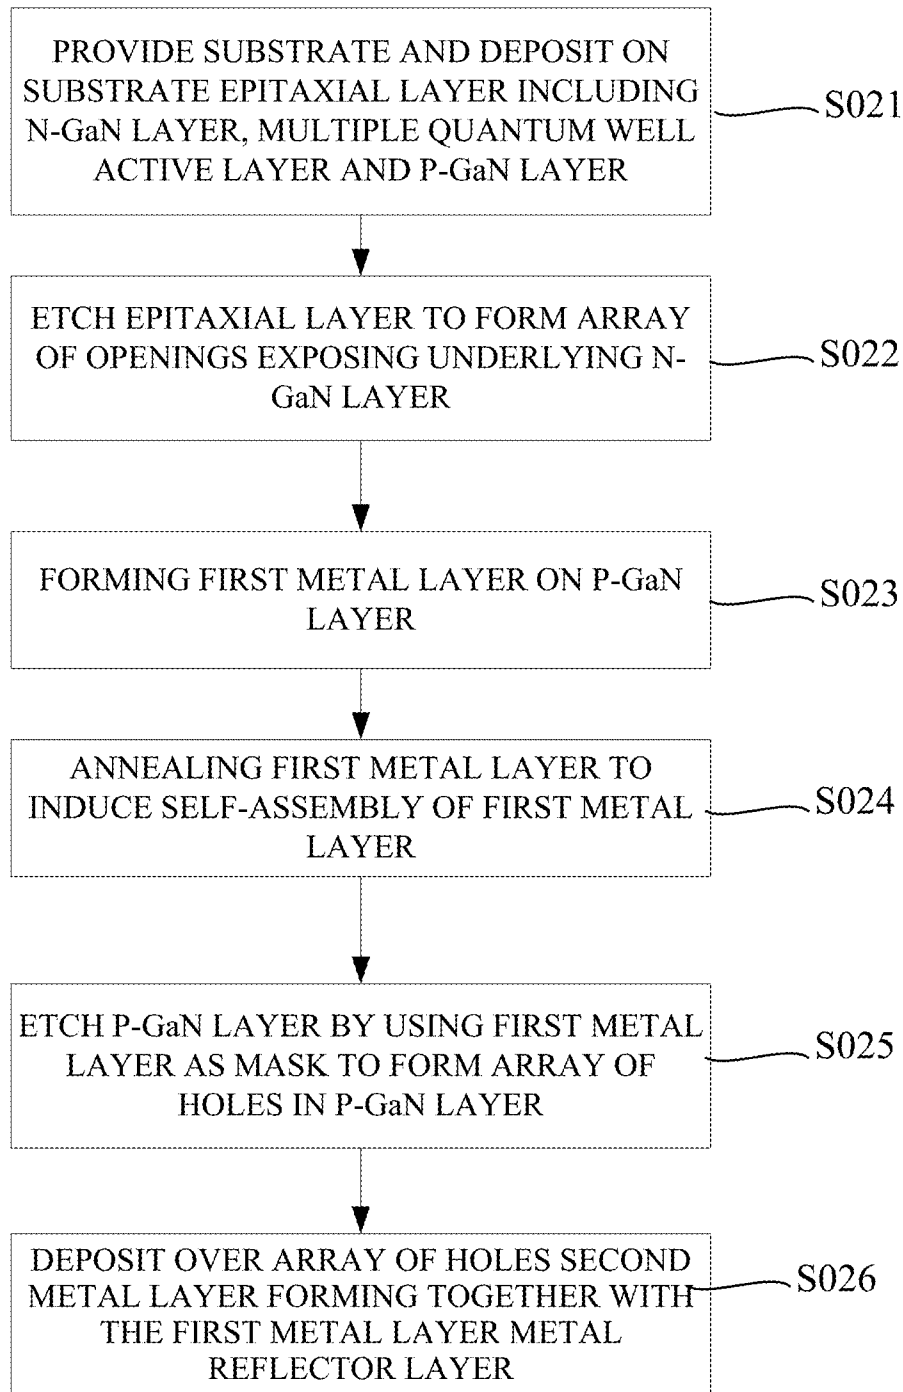 PROVIDE SUBSTRATE AND DEPOSIT ON
SUBSTRATE EPITAXIAL LAYER INCLUDING
N-GaN LAYER, MULTIPLE QUANTUM WELL
ACTIVE LAYER AND P-GaN LAYER
S021
ETCH EPITAXIAL LAYER TO FORM ARRAY
OF OPENINGS EXPOSING UNDERLYING N-
GaN LAYER
S022
FORMING FIRST METAL LAYER ON P-GaN
LAYER
S023
ANNEALING FIRST METAL LAYER TO
INDUCE SELF-ASSEMBLY OF FIRST METAL
LAYER
S024
ETCH P-GaN LAYER BY USING FIRST METAL
LAYER AS MASK TO FORM ARRAY OF
HOLES IN P-GaN LAYER
S025
DEPOSIT OVER ARRAY OF HOLES SECOND
METAL LAYER FORMING TOGETHER WITH
THE FIRST METAL LAYER METAL
REFLECTOR LAYER
S026